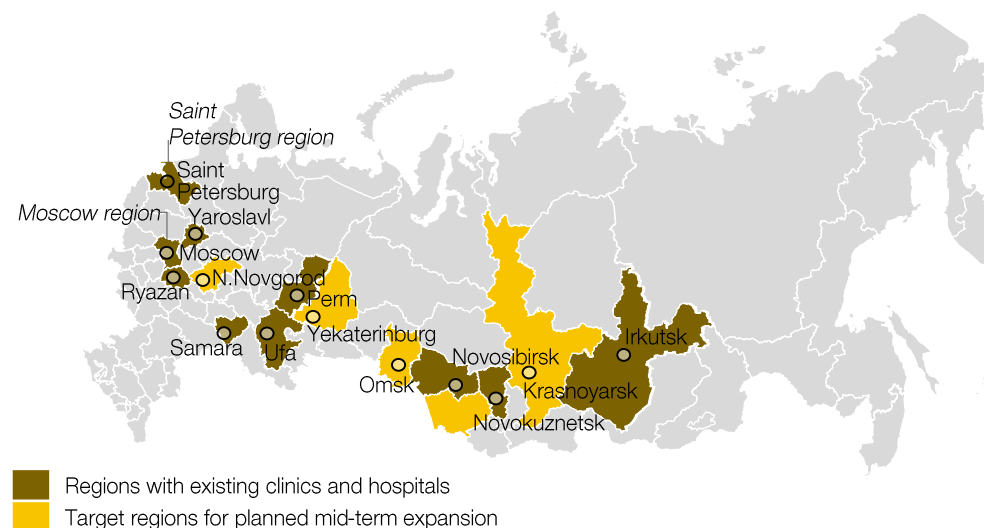 Saint
Petersburg region
Saint
Petersburg
Moscow region
Yaroslavl
Moscow
Ryazan
N.Novgorod
Perm
Yekaterinburg
Samara
Ufa
Irkutsk
Novosibirsk
Omsk
Krasnoyarsk
Novokuznetsk
Regions with existing clinics and hospitals
Target regions for planned mid-term expansion